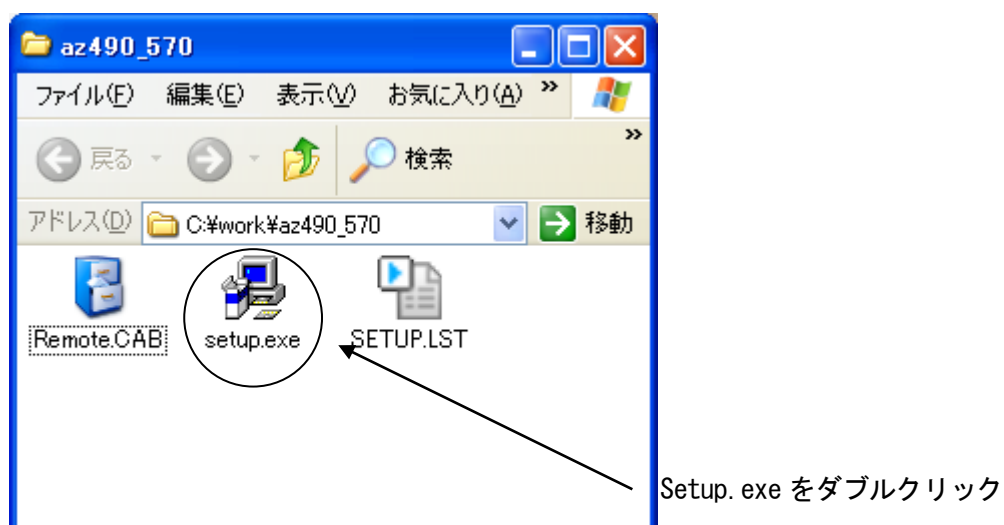 az490_570
ファイル(F) 編集(E) 表示(V) お気に入り(A) »
戻る 検索 »
アドレス(D) C:¥work¥az490_570 移動
Remote.CAB setup.exe SETUP.LST
Setup.exe をダブルクリック